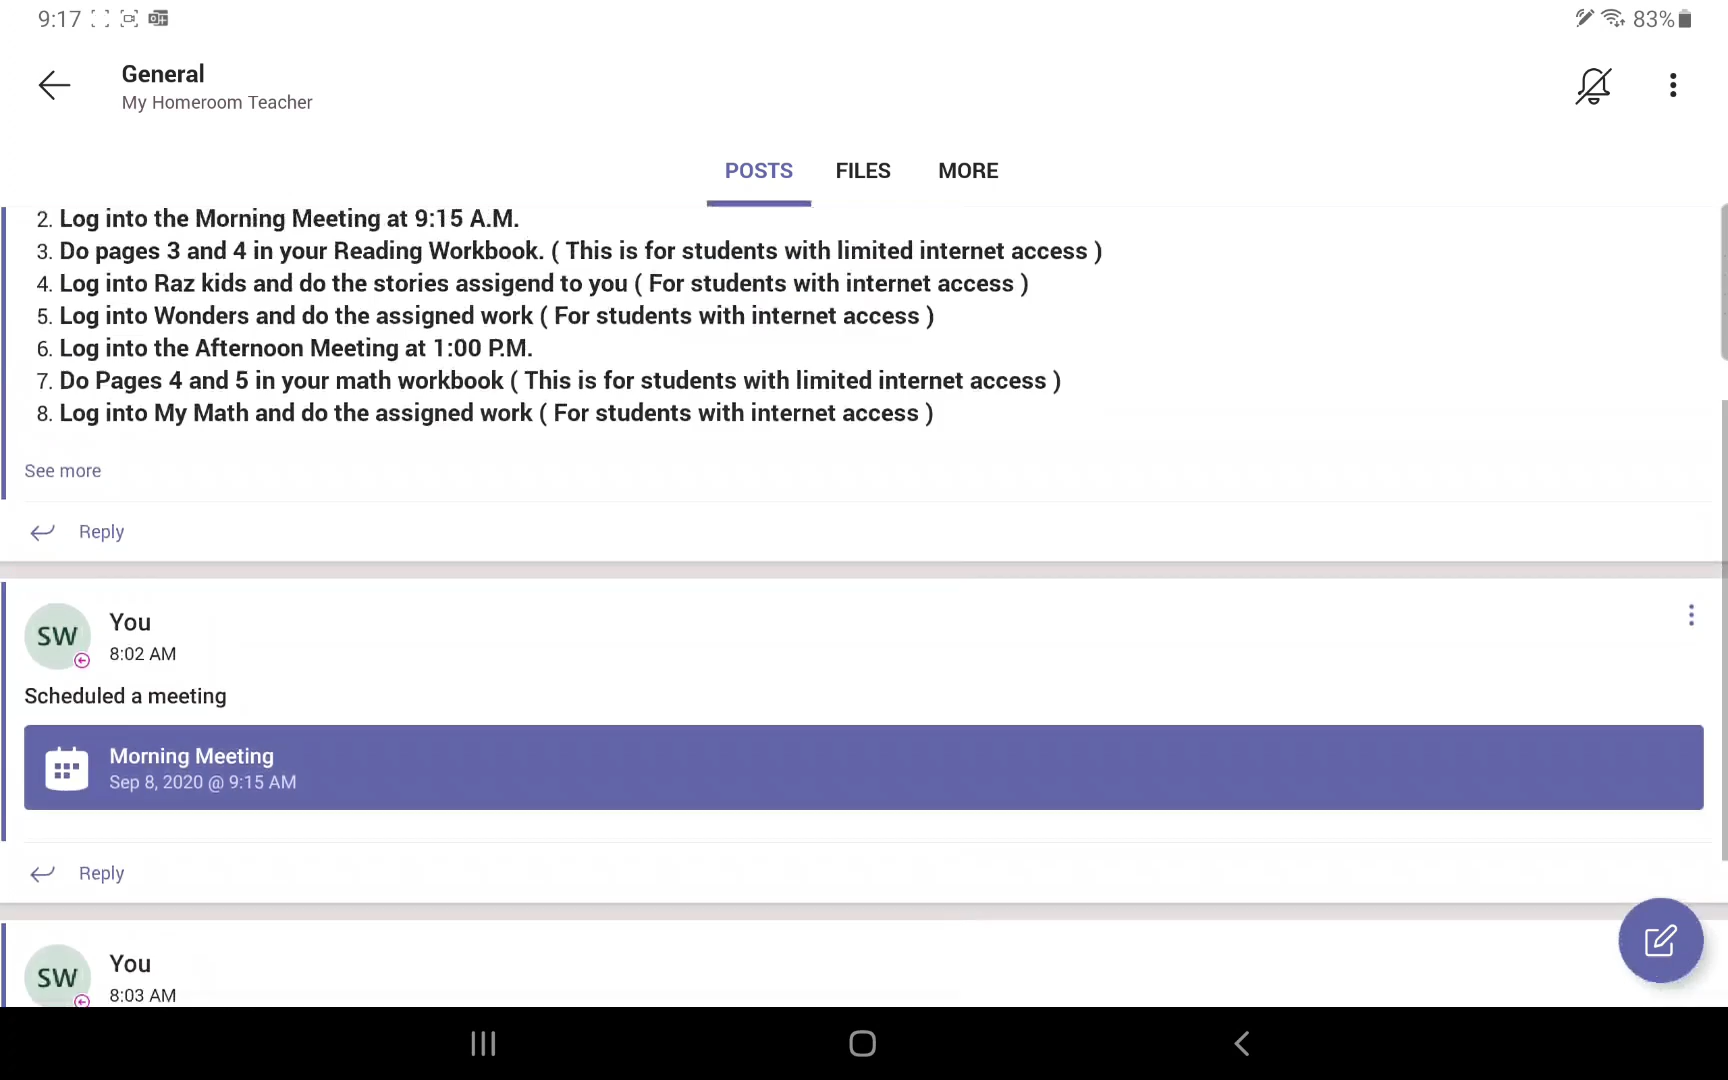 9:17
83%
General
My Homeroom Teacher
POSTS FILES MORE
2. Log into the Morning Meeting at 9:15 A.M.
3. Do pages 3 and 4 in your Reading Workbook. ( This is for students with limited internet access )
4. Log into Raz kids and do the stories assigend to you ( For students with internet access )
5. Log into Wonders and do the assigned work ( For students with internet access )
6. Log into the Afternoon Meeting at 1:00 P.M.
7. Do Pages 4 and 5 in your math workbook ( This is for students with limited internet access )
8. Log into My Math and do the assigned work ( For students with internet access )
See more
Reply
SW
You
8:02 AM
Scheduled a meeting
Morning Meeting
Sep 8, 2020 @ 9:15 AM
Reply
SW
You
8:03 AM